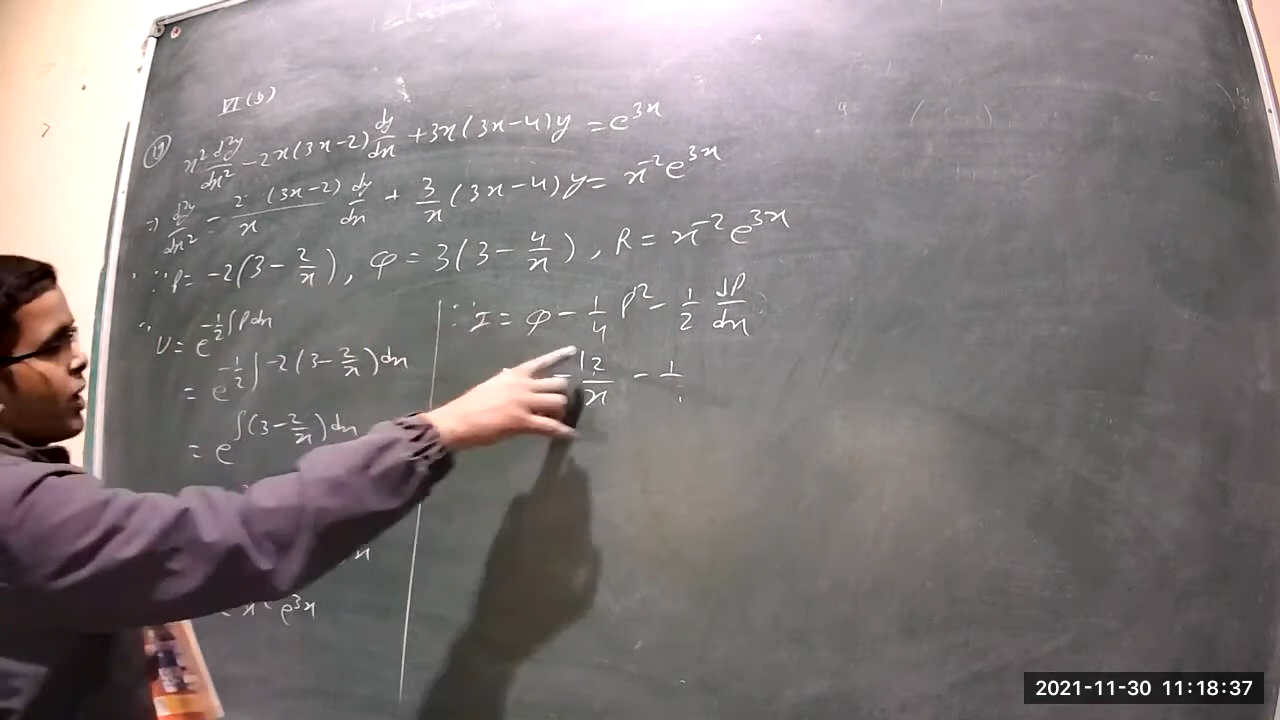 VI(b)
(19) x² d²y/dx² - 2x(3x-2) dy/dx + 3x(3x-4)y = e^{3x}
⇒ d²y/dx² - 2(3x-2)/x dy/dx + 3/x (3x-4)y = x^{-2} e^{3x}
∵ P = -2(3 - 2/x), Q = 3(3 - 4/x), R = x^{-2} e^{3x}
∴ U = e^{-1/2 ∫P dx}
= e^{-1/2 ∫ -2(3 - 2/x) dx}
= e^{∫(3 - 2/x) dx}
e^{3x}
∵ I = Q - 1/4 P² - 1/2 dP/dx
- 12/x - 1/
2021-11-30 11:18:37